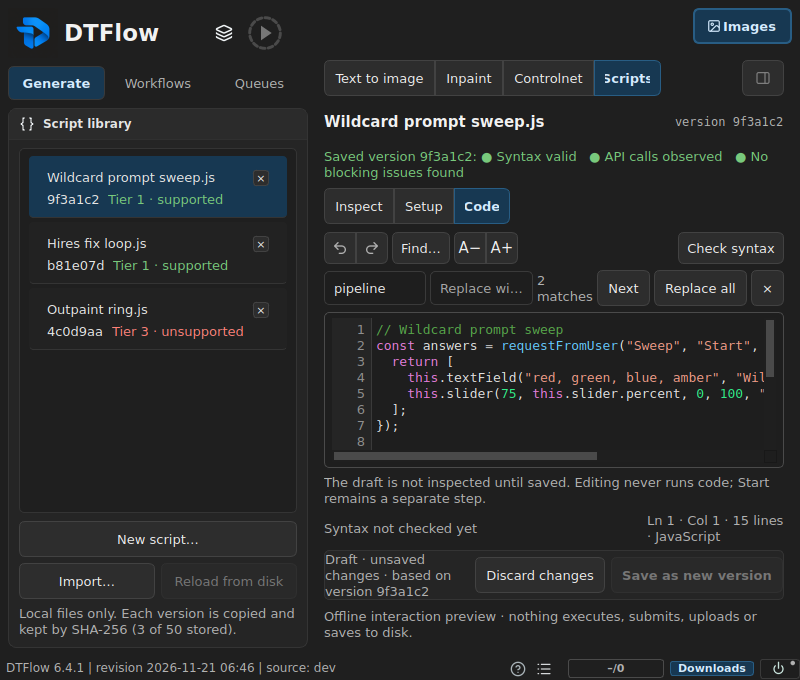 DTFlow
Images
Generate
Workflows
Queues
Text to image
Inpaint
Controlnet
Scripts
{ } Script library
Wildcard prompt sweep.js
9f3a1c2 Tier 1 · supported
Hires fix loop.js
b81e07d Tier 1 · supported
Outpaint ring.js
4c0d9aa Tier 3 · unsupported
New script...
Import...
Reload from disk
Local files only. Each version is copied and
kept by SHA-256 (3 of 50 stored).
Wildcard prompt sweep.js
version 9f3a1c2
Saved version 9f3a1c2: ● Syntax valid ● API calls observed ● No
blocking issues found
Inspect
Setup
Code
Find...
A−
A+
Check syntax
pipeline
Replace wi...
2
matches
Next
Replace all
×
1 // Wildcard prompt sweep
2 const answers = requestFromUser("Sweep", "Start",
3   return [
4     this.textField("red, green, blue, amber", "Wil
5     this.slider(75, this.slider.percent, 0, 100, "
6   ];
7 });
8
The draft is not inspected until saved. Editing never runs code; Start
remains a separate step.
Syntax not checked yet
Ln 1 · Col 1 · 15 lines
· JavaScript
Draft · unsaved
changes · based on
version 9f3a1c2
Discard changes
Save as new version
Offline interaction preview · nothing executes, submits, uploads or
saves to disk.
DTFlow 6.4.1 | revision 2026-11-21 06:46 | source: dev
–/0
Downloads